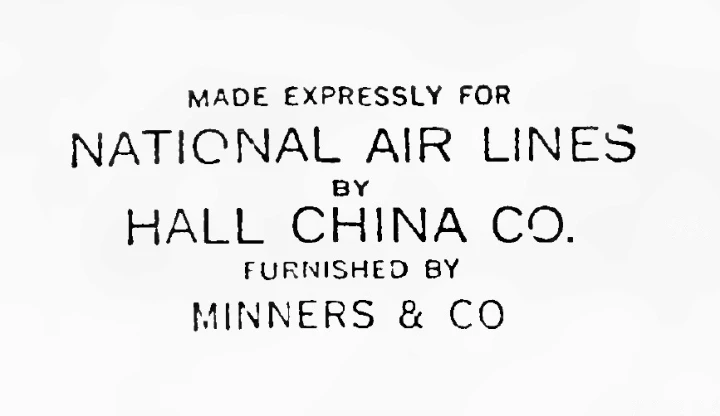 MADE EXPRESSLY FOR
NATIONAL AIR LINES
BY
HALL CHINA CO.
FURNISHED BY
MINNERS & CO